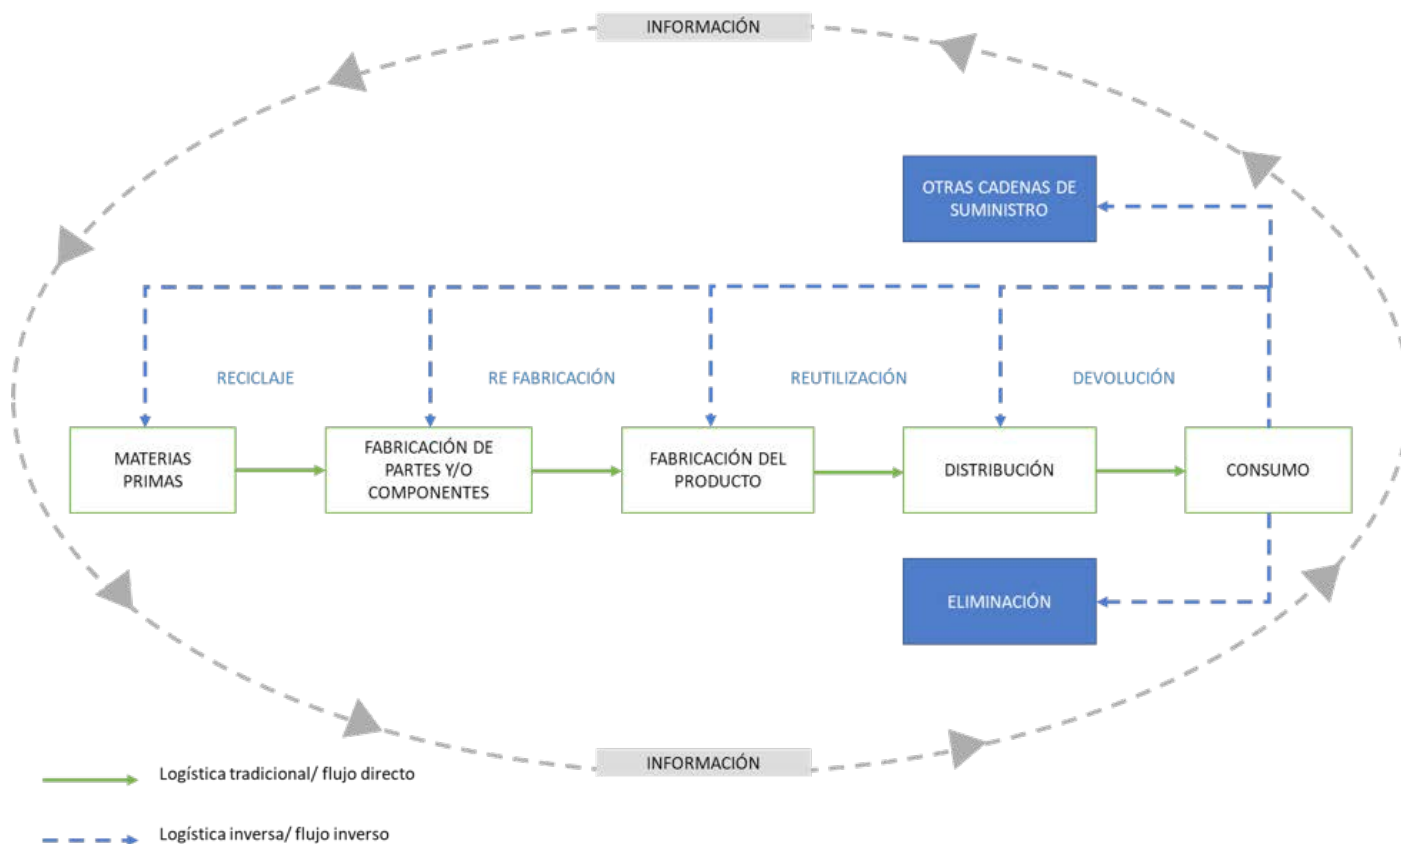 INFORMACIÓN
OTRAS CADENAS DE
SUMINISTRO
RECICLAJE
RE FABRICACIÓN
REUTILIZACIÓN
DEVOLUCIÓN
MATERIAS
PRIMAS
FABRICACIÓN DE
PARTES Y/O
COMPONENTES
FABRICACIÓN DEL
PRODUCTO
DISTRIBUCIÓN
CONSUMO
ELIMINACIÓN
INFORMACIÓN
Logística tradicional/ flujo directo
Logística inversa/ flujo inverso